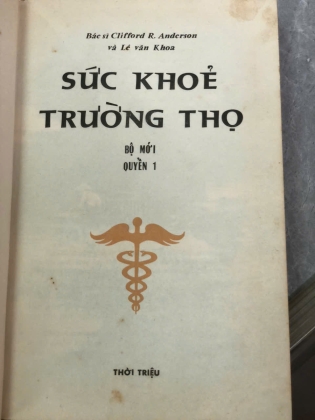 Bác sĩ Clifford R. Anderson
và Lê văn Khoa
SỨC KHOẺ
TRƯỜNG THỌ
BỘ MỚI
QUYỂN 1
THỜI TRIỆU